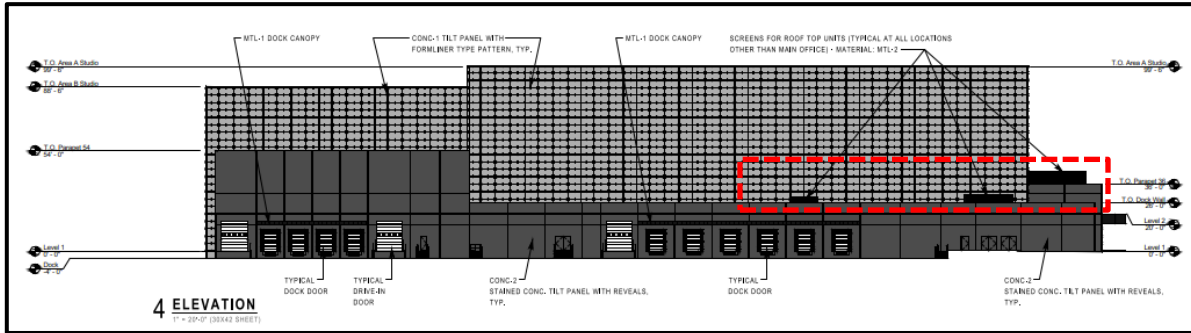 MTL-1 DOCK CANOPY
CONC-1 TILT PANEL WITH
FORMLINER TYPE PATTERN, TYP.
MTL-1 DOCK CANOPY
SCREENS FOR ROOF TOP UNITS (TYPICAL AT ALL LOCATIONS
OTHER THAN MAIN OFFICE) - MATERIAL: MTL-2
T.O. Area A Studio
99' - 6"
T.O. Area B Studio
88' - 6"
T.O. Parapet 54
54' - 0"
Level 1
0' - 0"
Dock
-4' - 0"
T.O. Area A Studio
99' - 6"
T.O. Parapet 36
36' - 0"
T.O. Dock Wall
26' - 0"
Level 2
20' - 0"
Level 1
0' - 0"
TYPICAL
DOCK DOOR
TYPICAL
DRIVE-IN
DOOR
CONC-2
STAINED CONC. TILT PANEL WITH REVEALS,
TYP.
TYPICAL
DOCK DOOR
CONC-2
STAINED CONC. TILT PANEL WITH REVEALS,
TYP.
4 ELEVATION
1" = 20'-0" (30X42 SHEET)